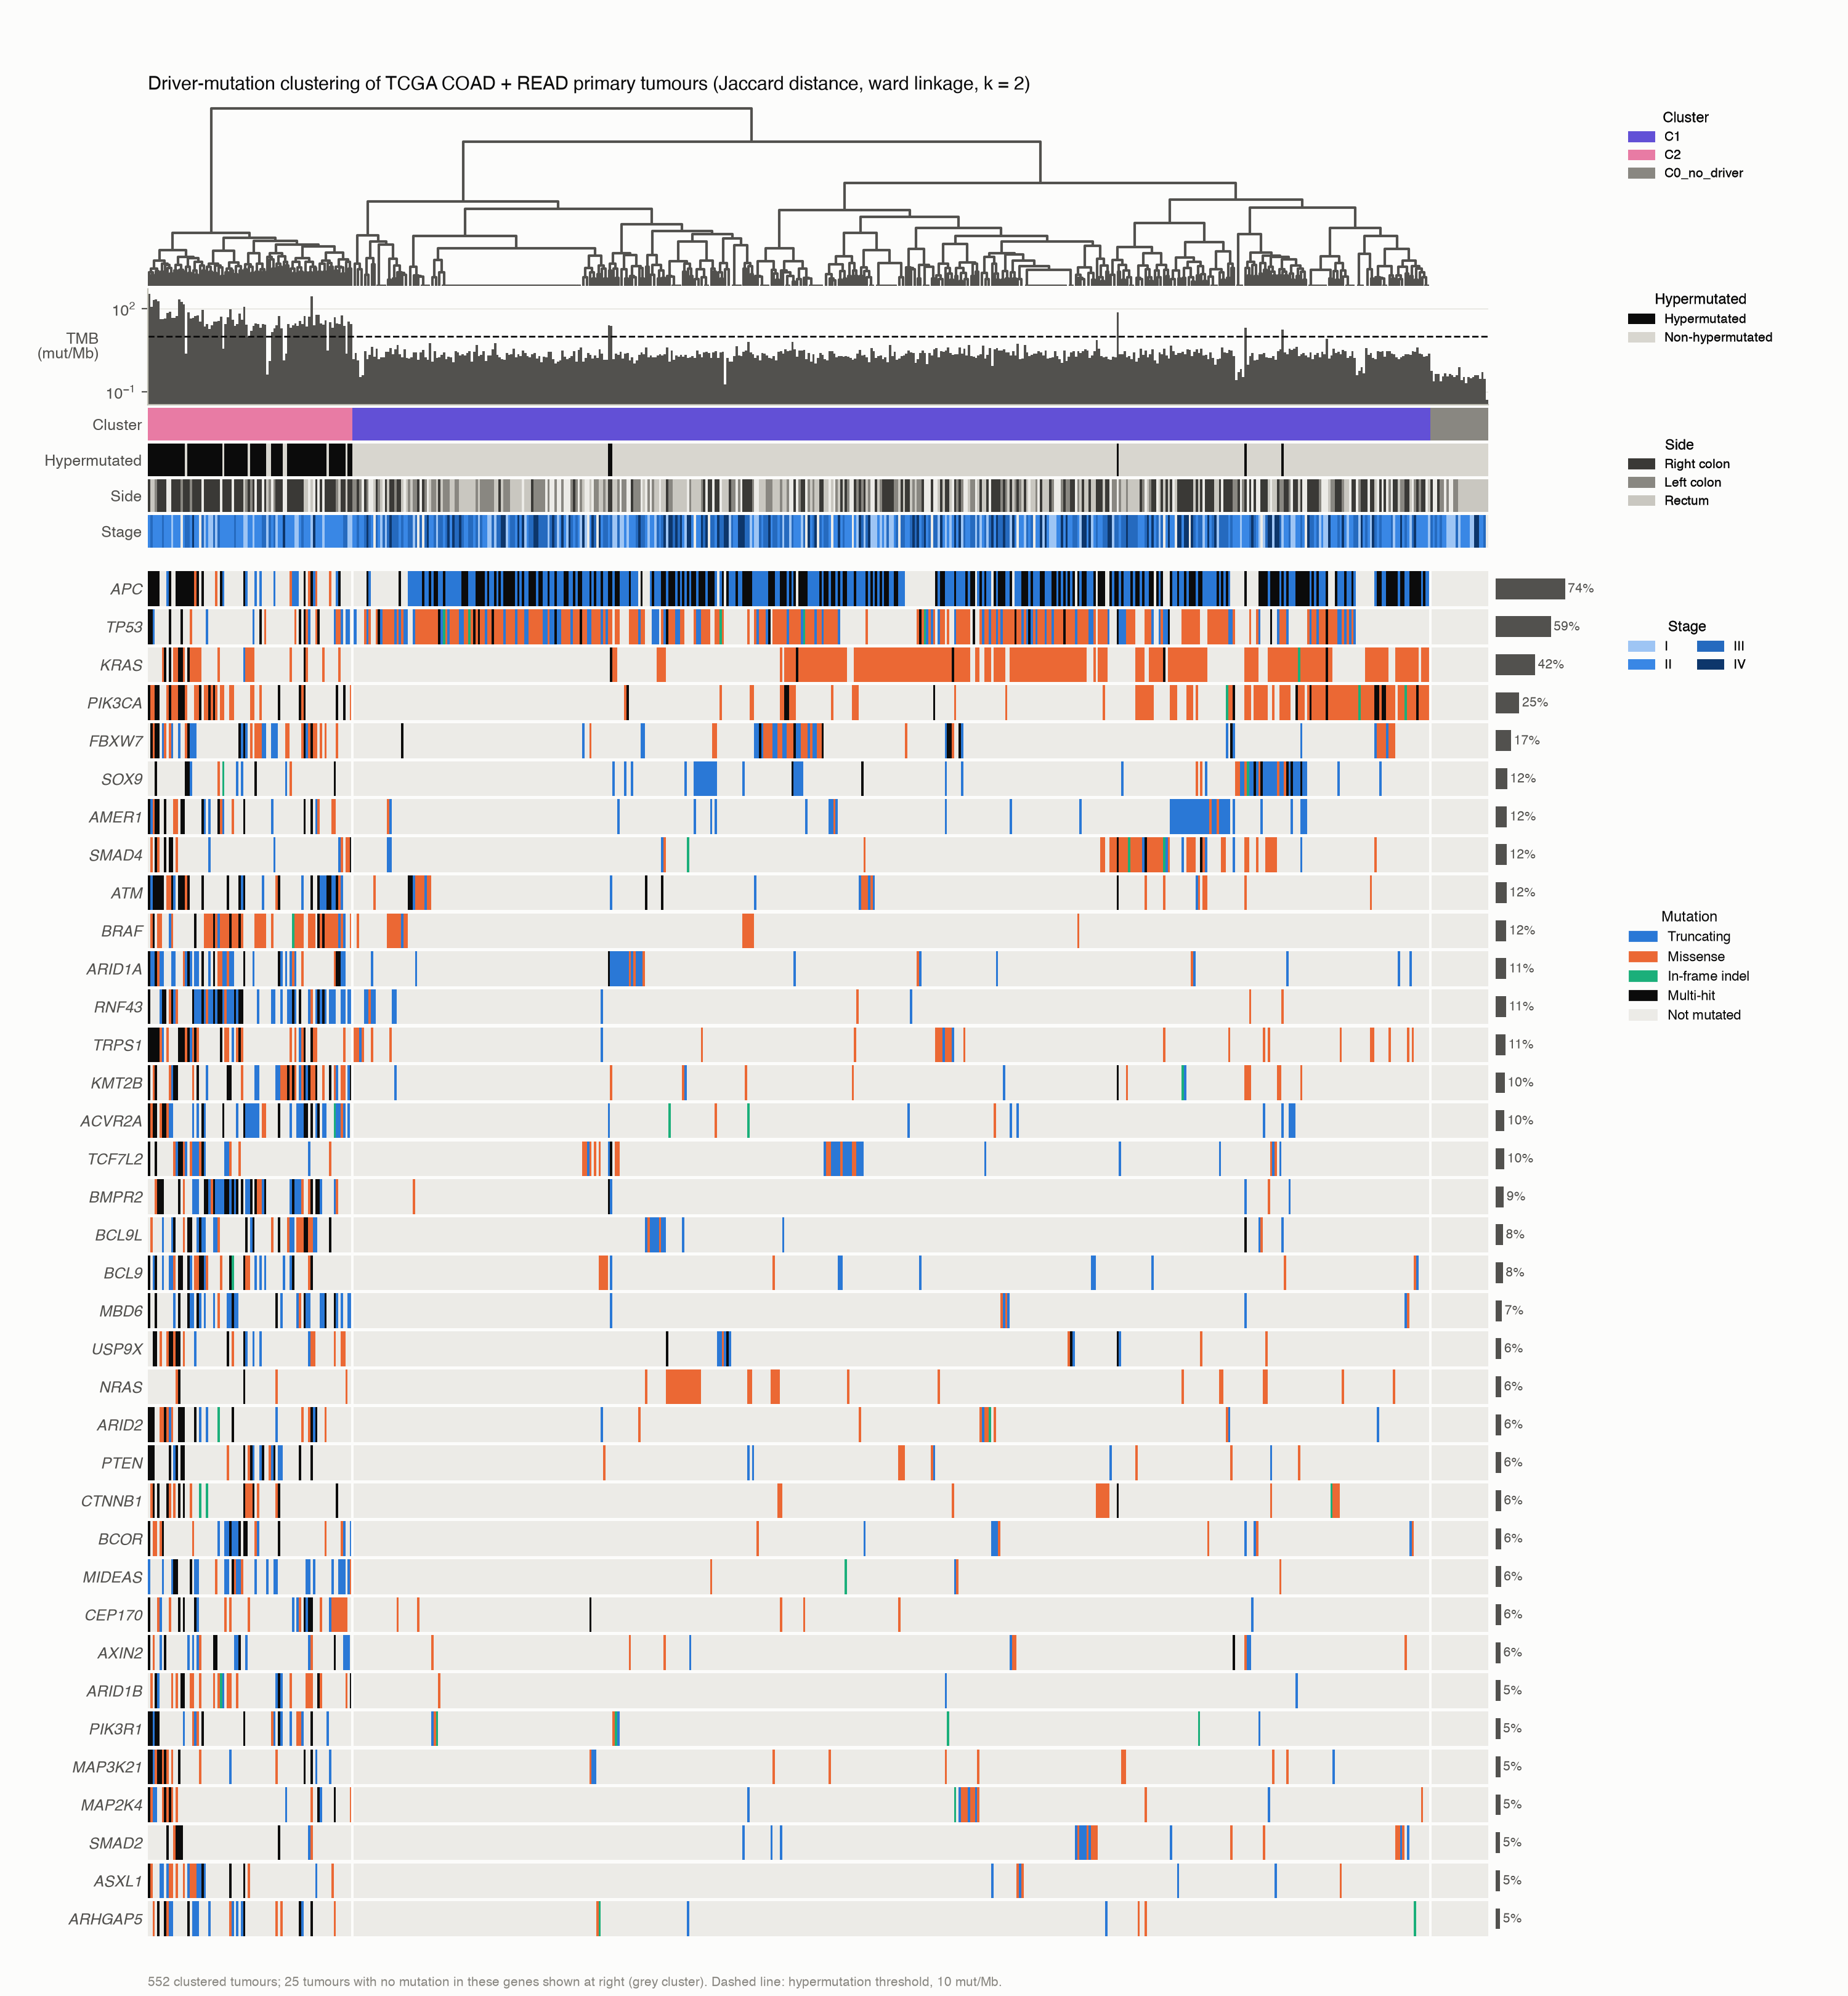 Driver-mutation clustering of TCGA COAD + READ primary tumours (Jaccard distance, ward linkage, k = 2)
Cluster
C1
C2
C0_no_driver
10²
TMB
(mut/Mb)
10⁻¹
Hypermutated
Hypermutated
Non-hypermutated
Cluster
Hypermutated
Side
Stage
Side
Right colon
Left colon
Rectum
APC 74%
TP53 59%
KRAS 42%
PIK3CA 25%
FBXW7 17%
SOX9 12%
AMER1 12%
SMAD4 12%
ATM 12%
BRAF 12%
ARID1A 11%
RNF43 11%
TRPS1 11%
KMT2B 10%
ACVR2A 10%
TCF7L2 10%
BMPR2 9%
BCL9L 8%
BCL9 8%
MBD6 7%
USP9X 6%
NRAS 6%
ARID2 6%
PTEN 6%
CTNNB1 6%
BCOR 6%
MIDEAS 6%
CEP170 6%
AXIN2 6%
ARID1B 5%
PIK3R1 5%
MAP3K21 5%
MAP2K4 5%
SMAD2 5%
ASXL1 5%
ARHGAP5 5%
Stage
I III
II IV
Mutation
Truncating
Missense
In-frame indel
Multi-hit
Not mutated
552 clustered tumours; 25 tumours with no mutation in these genes shown at right (grey cluster). Dashed line: hypermutation threshold, 10 mut/Mb.